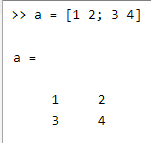 >> a = [1 2; 3 4]
a =
1 2
3 4